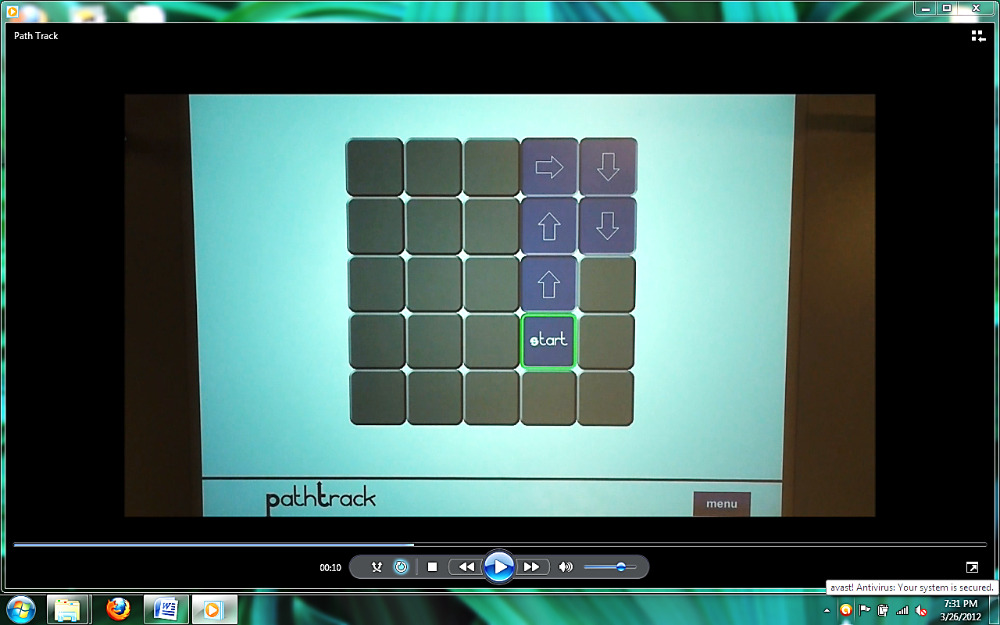 Path Track
start
pathtrack
menu
00:10
avast! Antivirus: Your system is secured.
7:31 PM
3/26/2012